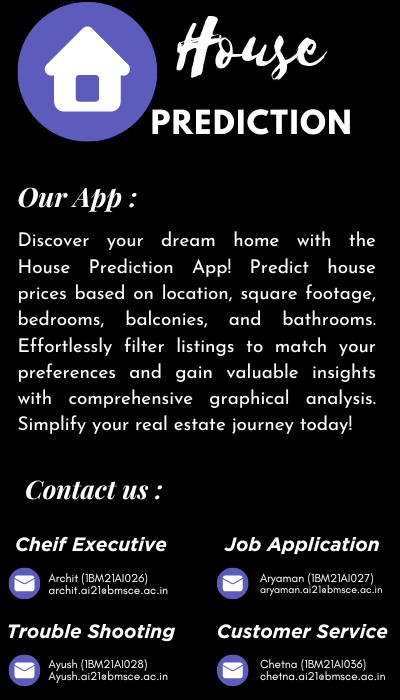 House
PREDICTION
Our App :
Discover your dream home with the
House Prediction App! Predict house
prices based on location, square footage,
bedrooms, balconies, and bathrooms.
Effortlessly filter listings to match your
preferences and gain valuable insights
with comprehensive graphical analysis.
Simplify your real estate journey today!
Contact us :
Cheif Executive
Archit (1BM21AI026)
archit.ai21@bmsce.ac.in
Job Application
Aryaman (1BM21AI027)
aryaman.ai21@bmsce.ac.in
Trouble Shooting
Ayush (1BM21AI028)
Ayush.ai21@bmsce.ac.in
Customer Service
Chetna (1BM21AI036)
chetna.ai21@bmsce.ac.in